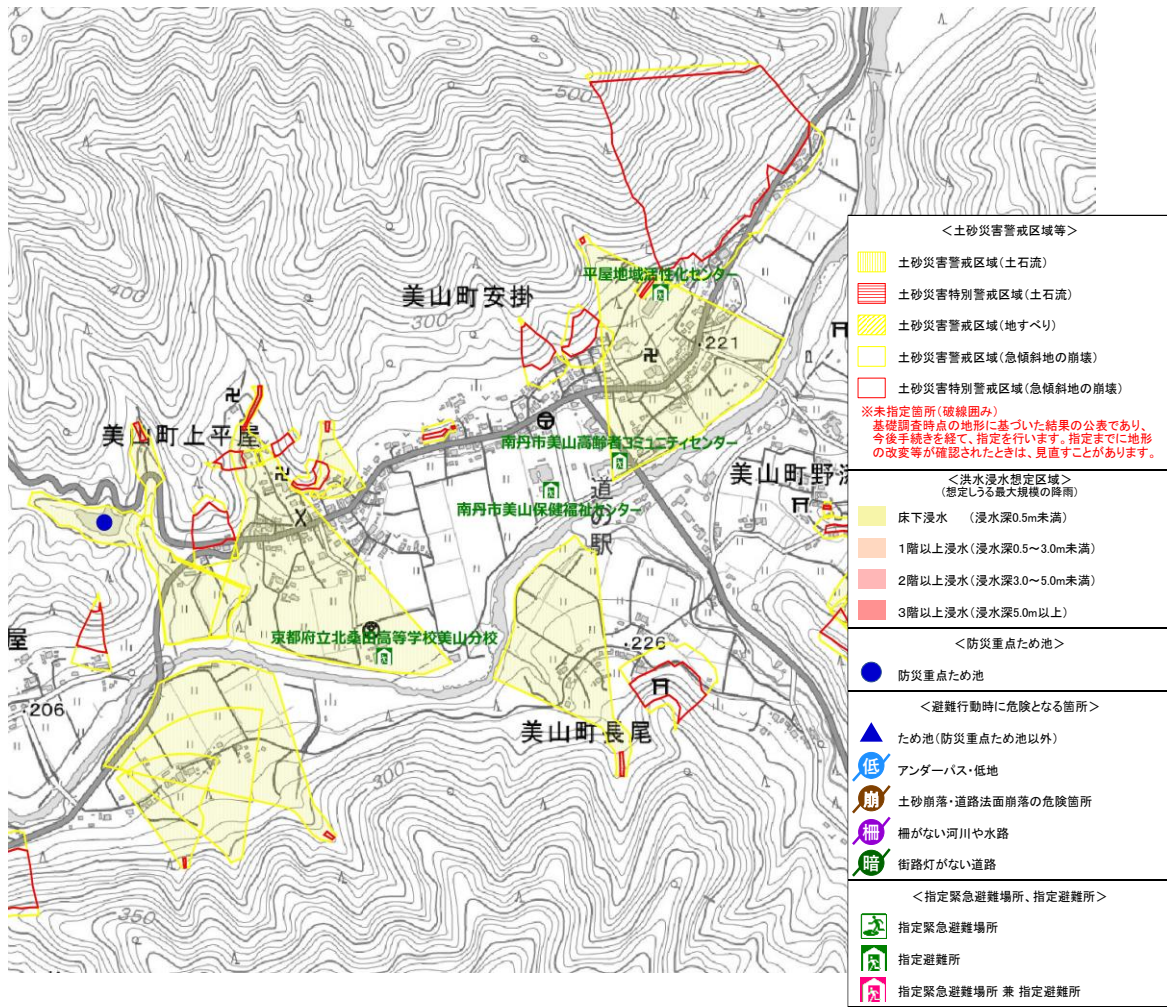 500
400
300
平屋地域活性化センター
美山町安掛
221
卍
卍
美山町上平屋
卍
南丹市美山高齢者コミュニティセンター
道の駅
南丹市美山保健福祉センター
美山町野
京都府立北桑田高等学校美山分校
屋
226
206
美山町長尾
300
350
＜土砂災害警戒区域等＞
土砂災害警戒区域(土石流)
土砂災害特別警戒区域(土石流)
土砂災害警戒区域(地すべり)
土砂災害警戒区域(急傾斜地の崩壊)
土砂災害特別警戒区域(急傾斜地の崩壊)
※未指定箇所(破線囲み)
基礎調査時点の地形に基づいた結果の公表であり、
今後手続きを経て、指定を行います。指定までに地形
の改変等が確認されたときは、見直すことがあります。
＜洪水浸水想定区域＞
(想定しうる最大規模の降雨)
床下浸水　(浸水深0.5m未満)
1階以上浸水(浸水深0.5～3.0m未満)
2階以上浸水(浸水深3.0～5.0m未満)
3階以上浸水(浸水深5.0m以上)
＜防災重点ため池＞
防災重点ため池
＜避難行動時に危険となる箇所＞
ため池(防災重点ため池以外)
低 アンダーパス・低地
崩 土砂崩落・道路法面崩落の危険箇所
柵 柵がない河川や水路
暗 街路灯がない道路
＜指定緊急避難場所、指定避難所＞
指定緊急避難場所
指定避難所
指定緊急避難場所 兼 指定避難所